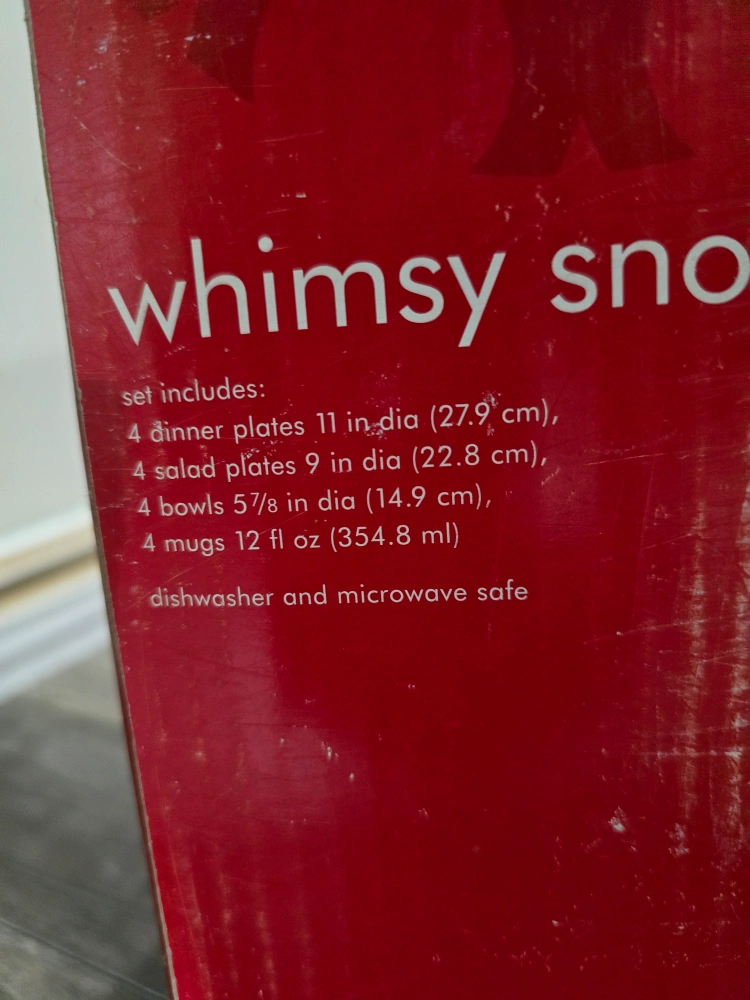 whimsy sno
set includes:
4 dinner plates 11 in dia (27.9 cm),
4 salad plates 9 in dia (22.8 cm),
4 bowls 5 7/8 in dia (14.9 cm),
4 mugs 12 fl oz (354.8 ml)
dishwasher and microwave safe